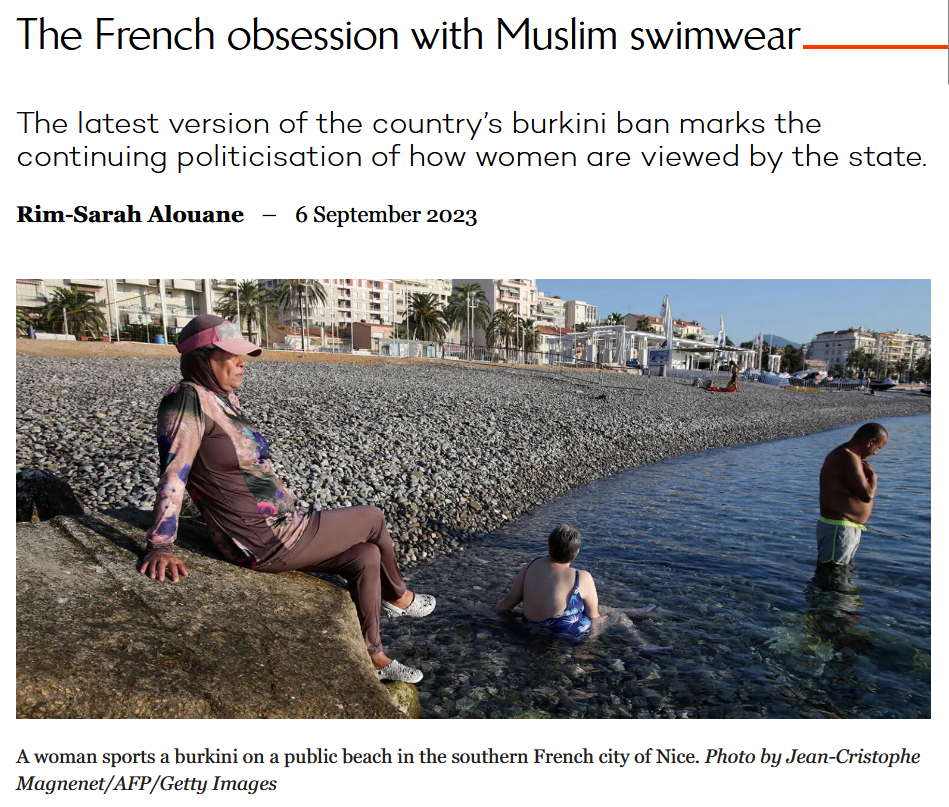 The French obsession with Muslim swimwear
The latest version of the country's burkini ban marks the
continuing politicisation of how women are viewed by the state.
Rim-Sarah Alouane – 6 September 2023
A woman sports a burkini on a public beach in the southern French city of Nice. Photo by Jean-Cristophe
Magnenet/AFP/Getty Images